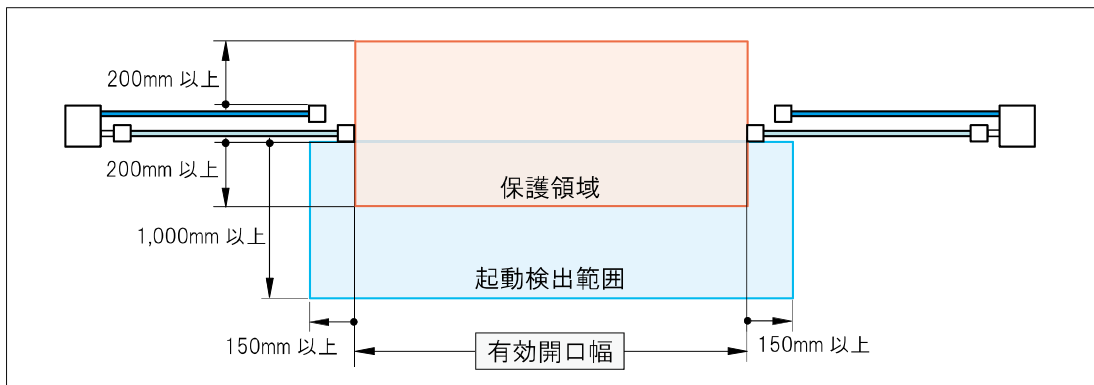 200mm 以上
200mm 以上
保護領域
1,000mm 以上
起動検出範囲
150mm 以上
有効開口幅
150mm 以上